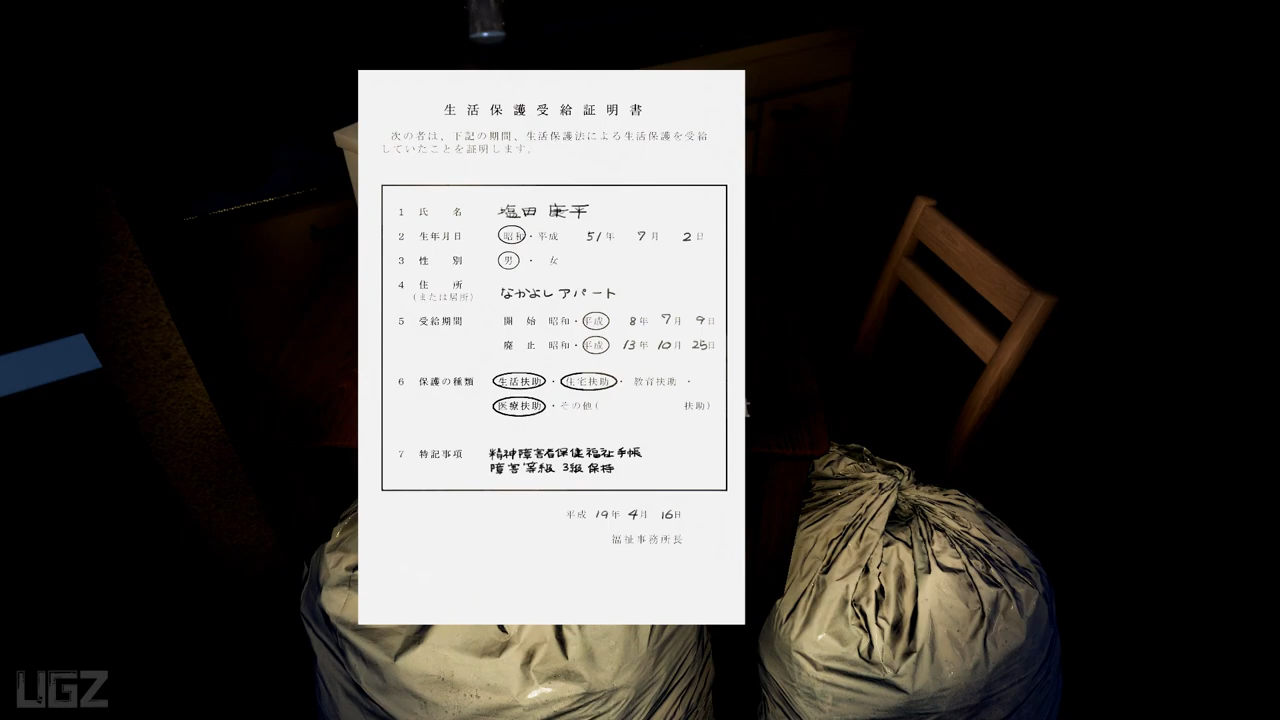 生活保護受給証明書
次の者は、下記の期間、生活保護法による生活保護を受給
していたことを証明します。
1 氏 名 塩田 康平
2 生年月日 昭和・平成 51年 7月 2日
3 性 別 男 ・ 女
4 住 所 なかよしアパート
(または居所)
5 受給期間 開 始 昭和・平成 8年 7月 9日
廃 止 昭和・平成 13年 10月 25日
6 保護の種類 生活扶助 ・ 住宅扶助 ・ 教育扶助 ・
医療扶助 ・その他( 扶助)
7 特記事項 精神障害者保健福祉手帳
障害等級 3級 保持
平成 19年 4月 16日
福祉事務所長
UGZ